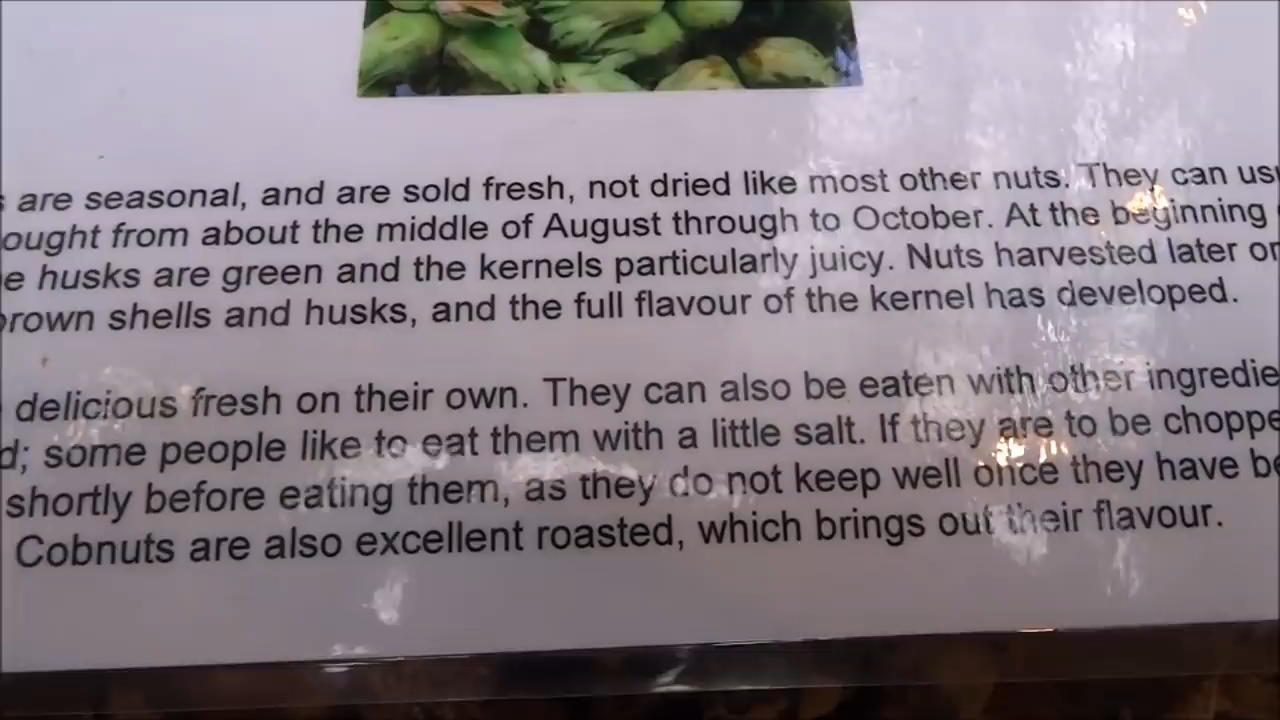 are seasonal, and are sold fresh, not dried like most other nuts. They can
from about the middle of August through to October. At the beginning
husks are green and the kernels particularly juicy. Nuts harvested later
shells and husks, and the full flavour of the kernel has developed.
delicious fresh on their own. They can also be eaten with other
some people like to eat them with a little salt. If they are to be
shortly before eating them, as they do not keep well once they have
Cobnuts are also excellent roasted, which brings out their flavour.